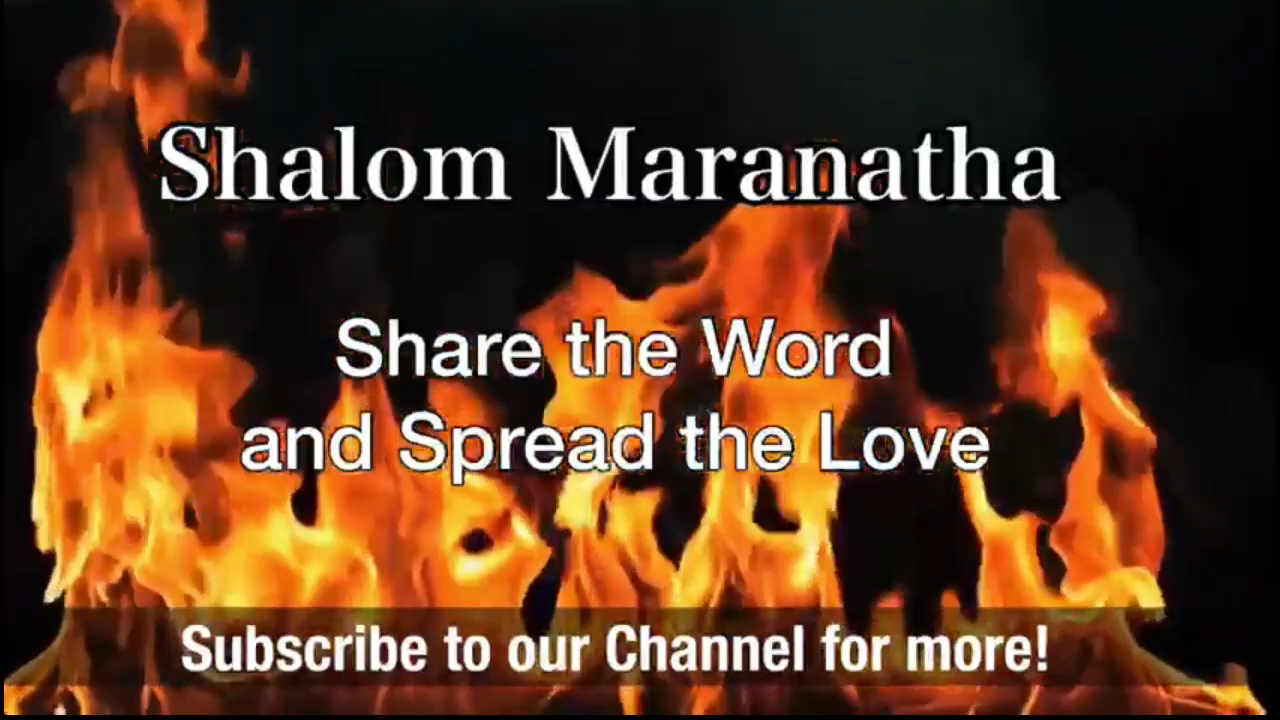 Shalom Maranatha
Share the Word
and Spread the Love
Subscribe to our Channel for more!